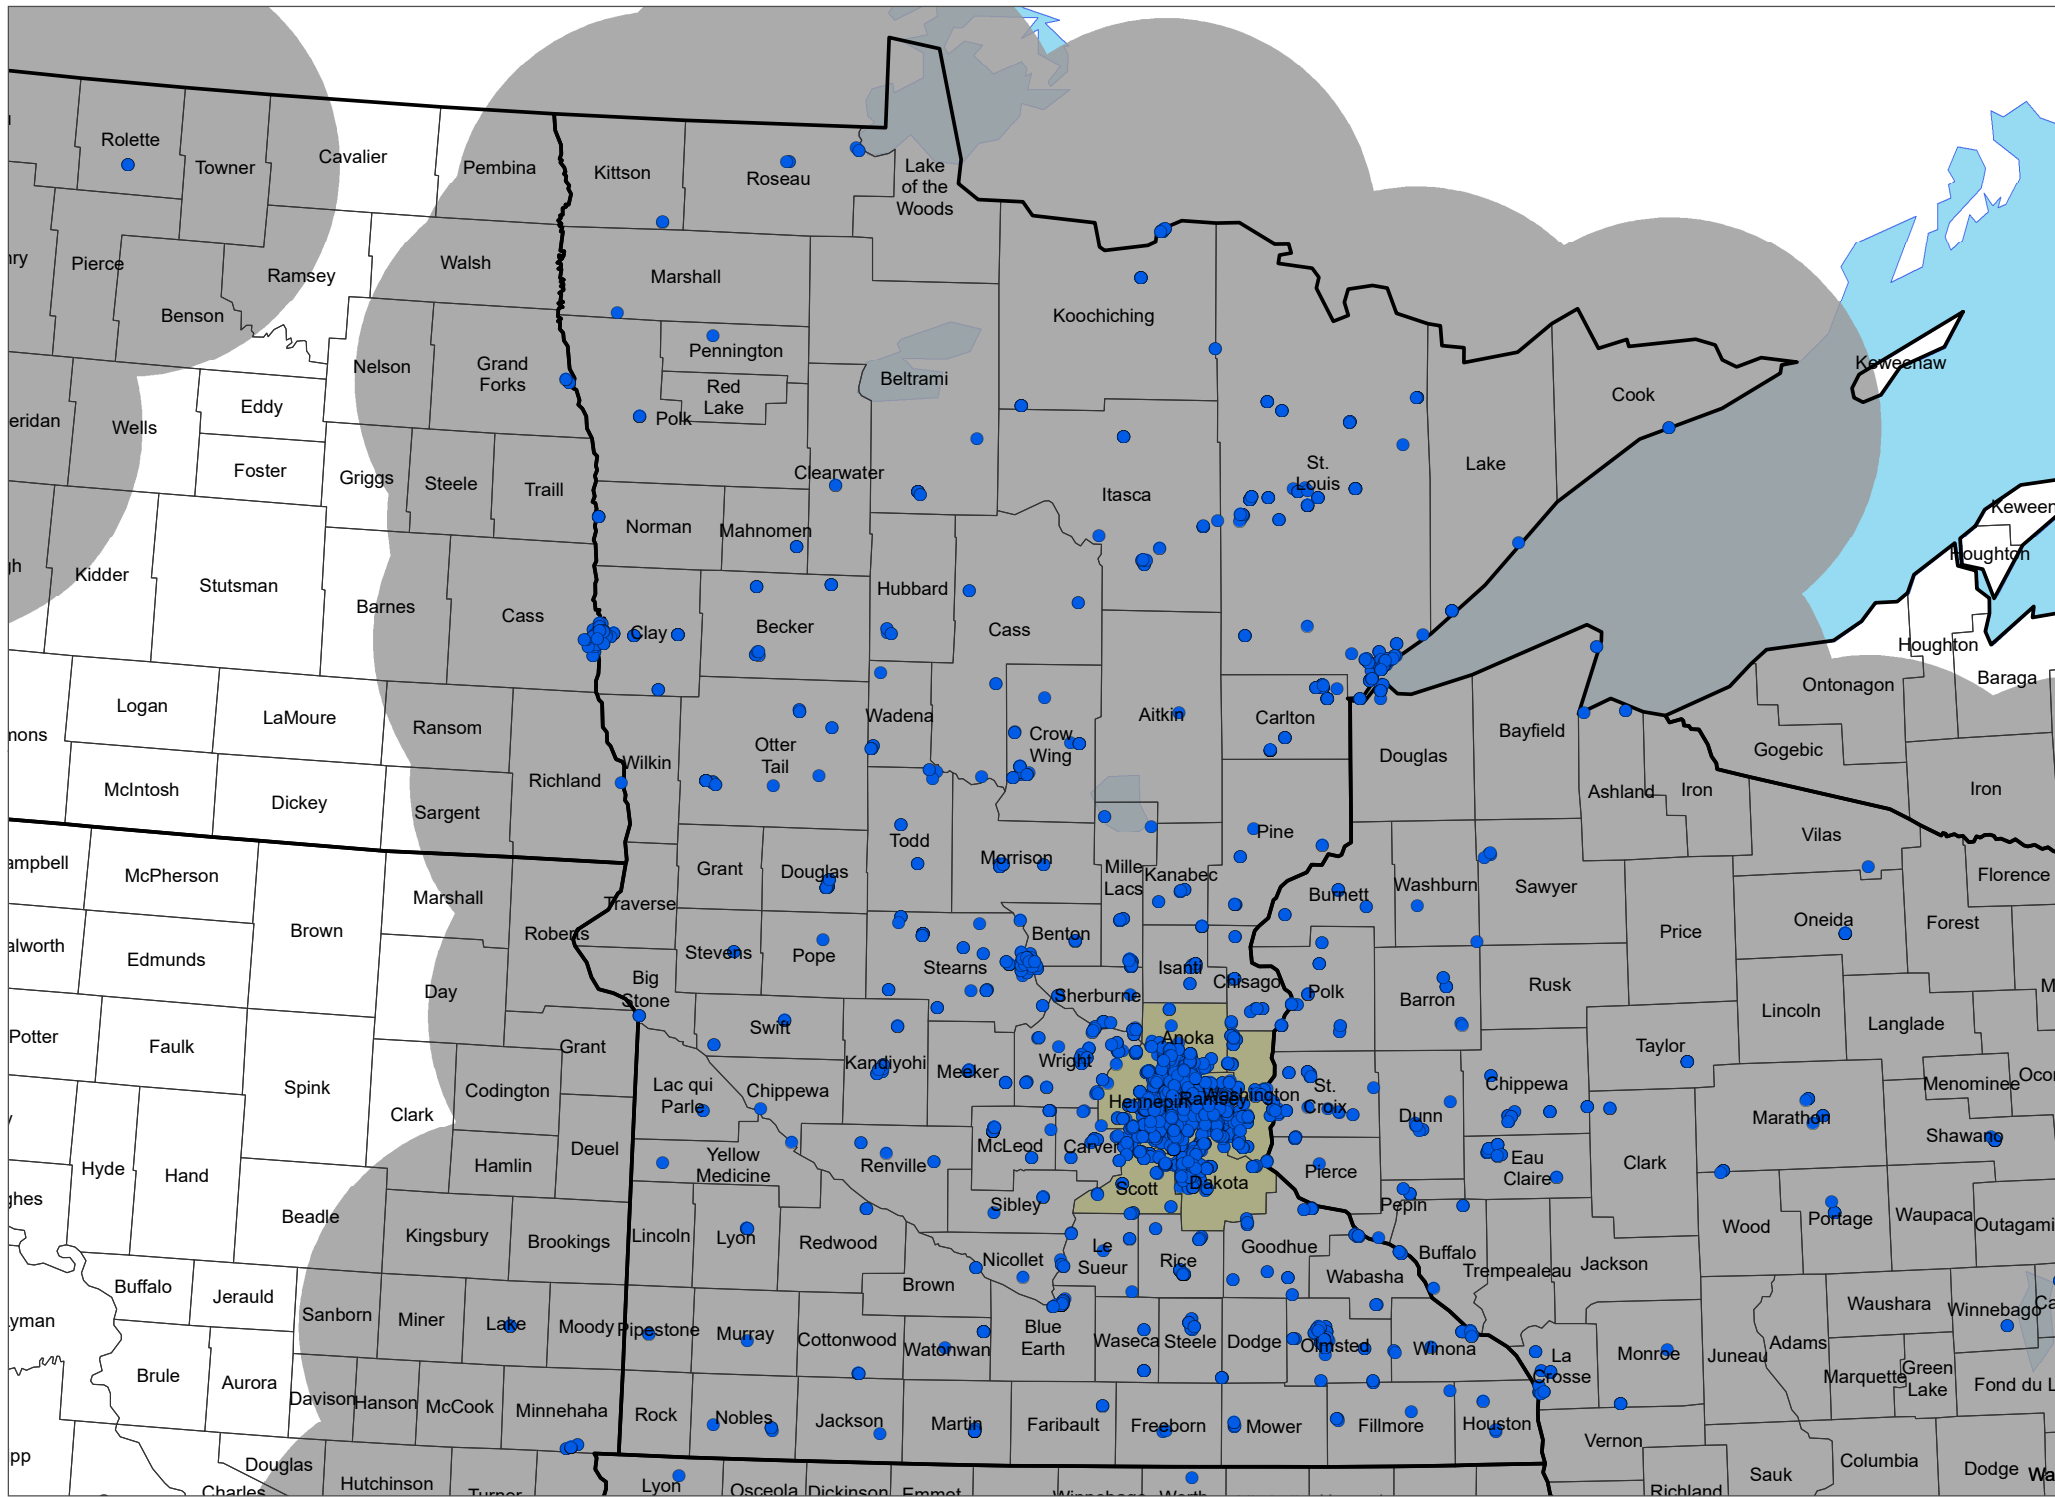 Rolette
Towner
Cavalier
Pembina
Kittson
Roseau
Lake
of the
Woods
Pierce
Ramsey
Benson
Walsh
Marshall
Koochiching
Nelson
Grand
Forks
Pennington
Red
Lake
Beltrami
Polk
Keweenaw
Cook
Eddy
Wells
Foster
Griggs
Steele
Traill
Clearwater
Itasca
St.
Louis
Lake
Norman
Mahnomen
Houghton
Kidder
Stutsman
Barnes
Cass
Clay
Becker
Hubbard
Cass
Houghton
Baraga
Ontonagon
Logan
LaMoure
Ransom
Richland
Wilkin
Otter
Tail
Wadena
Crow
Wing
Aitkin
Carlton
Douglas
Bayfield
Gogebic
Ashland
Iron
Iron
McIntosh
Dickey
Sargent
Todd
Morrison
Pine
Vilas
McPherson
Marshall
Grant
Douglas
Mille
Lacs
Kanabec
Burnett
Washburn
Sawyer
Florence
Traverse
Brown
Roberts
Edmunds
Stevens
Pope
Stearns
Benton
Price
Oneida
Forest
Day
Big
Stone
Isanti
Chisago
Sherburne
Polk
Barron
Rusk
Lincoln
Langlade
Potter
Faulk
Grant
Swift
Kandiyohi
Meeker
Wright
Anoka
Taylor
Spink
Codington
Clark
Lac qui
Parle
Chippewa
Hennepin
Ramsey
Washington
St.
Croix
Dunn
Chippewa
Menominee
Marathon
Shawano
Deuel
Hamlin
Hyde
Hand
Yellow
Medicine
Renville
McLeod
Carver
Scott
Dakota
Pierce
Eau
Claire
Clark
Sibley
Pepin
Beadle
Kingsbury
Brookings
Lincoln
Lyon
Redwood
Nicollet
Le
Sueur
Rice
Goodhue
Wabasha
Buffalo
Trempealeau
Jackson
Wood
Portage
Waupaca
Buffalo
Jerauld
Sanborn
Miner
Lake
Moody
Pipestone
Murray
Cottonwood
Brown
Watonwan
Blue
Earth
Waseca
Steele
Dodge
Olmsted
Winona
La
Crosse
Monroe
Juneau
Adams
Waushara
Winnebago
Marquette
Green
Lake
Brule
Aurora
Davison
Hanson
McCook
Minnehaha
Rock
Nobles
Jackson
Martin
Faribault
Freeborn
Mower
Fillmore
Houston
Vernon
Douglas
Hutchinson
Lyon
Osceola
Dickinson
Richland
Sauk
Columbia
Dodge